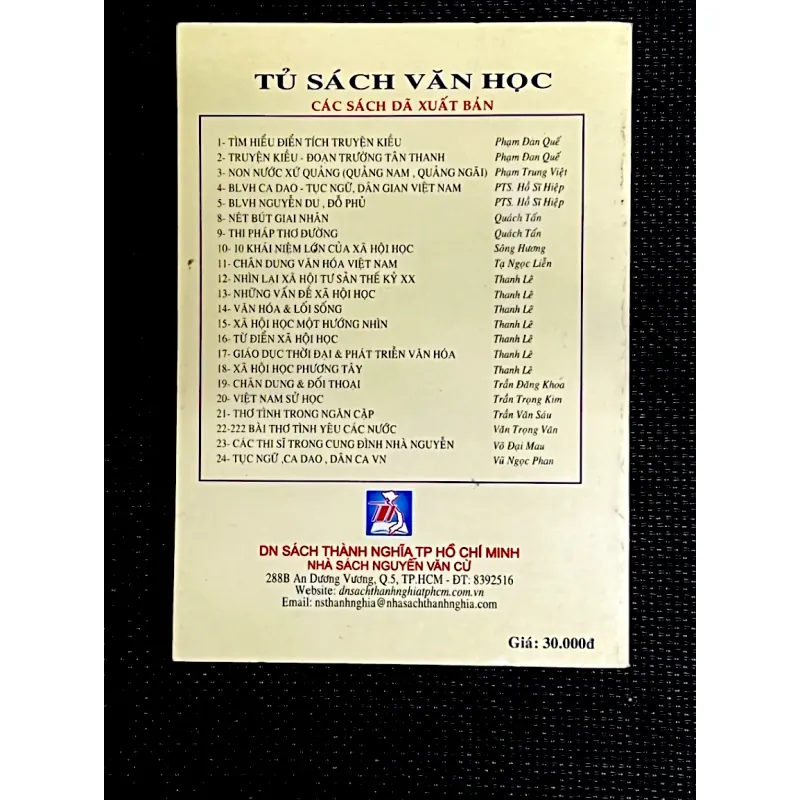 TỦ SÁCH VĂN HỌC
CÁC SÁCH DÃ XUẤT BẢN
1- TÌM HIỂU ĐIỂN TÍCH TRUYỆN KIỀU Phạm Đan Quế
2- TRUYỆN KIỀU - ĐOẠN TRƯỜNG TÂN THANH Phạm Đan Quế
3- NON NƯỚC XỨ QUẢNG (QUẢNG NAM , QUẢNG NGÃI) Phạm Trung Việt
4- BLVH CA DAO - TỤC NGỮ, DÂN GIAN VIỆT NAM PTS. Hồ Sĩ Hiệp
5- BLVH NGUYỄN DU , ĐỖ PHỦ PTS. Hồ Sĩ Hiệp
8- NÉT BÚT GIAI NHÂN Quách Tấn
9- THI PHÁP THƠ ĐƯỜNG Quách Tấn
10- 10 KHÁI NIỆM LỚN CỦA XÃ HỘI HỌC Sông Hương
11- CHÂN DUNG VĂN HÓA VIỆT NAM Tạ Ngọc Liễn
12- NHÌN LẠI XÃ HỘI TƯ SẢN THẾ KỶ XX Thanh Lê
13- NHỮNG VẤN ĐỀ XÃ HỘI HỌC Thanh Lê
14- VĂN HÓA & LỐI SỐNG Thanh Lê
15- XÃ HỘI HỌC MỘT HƯỚNG NHÌN Thanh Lê
16- TỪ ĐIỂN XÃ HỘI HỌC Thanh Lê
17- GIÁO DỤC THỜI ĐẠI & PHÁT TRIỂN VĂN HÓA Thanh Lê
18- XÃ HỘI HỌC PHƯƠNG TÂY Thanh Lê
19- CHÂN DUNG & ĐỐI THOẠI Trần Đăng Khoa
20- VIỆT NAM SỬ HỌC Trần Trọng Kim
21- THƠ TÌNH TRONG NGĂN CẶP Trần Văn Sáu
22-222 BÀI THƠ TÌNH YÊU CÁC NƯỚC Văn Trọng Văn
23- CÁC THI SĨ TRONG CUNG ĐÌNH NHÀ NGUYỄN Võ Đại Mau
24- TỤC NGỮ ,CA DAO , DÂN CA VN Vũ Ngọc Phan
DN SÁCH THÀNH NGHĨA TP HỒ CHÍ MINH
NHÀ SÁCH NGUYỄN VĂN CỪ
288B An Dương Vương, Q.5, TP.HCM - ĐT: 8392516
Website: dnsachthanhnghiatphcm.com.vn
Email: nsthanhnghia@nhasachthanhnghia.com
Giá: 30.000đ